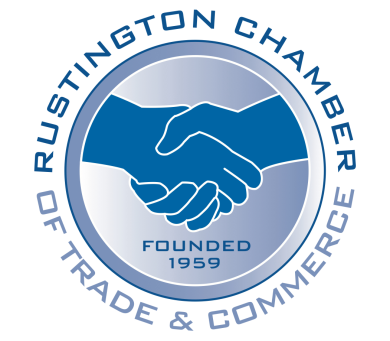 RUSTINGTON CHAMBER
OF TRADE & COMMERCE
FOUNDED
1959